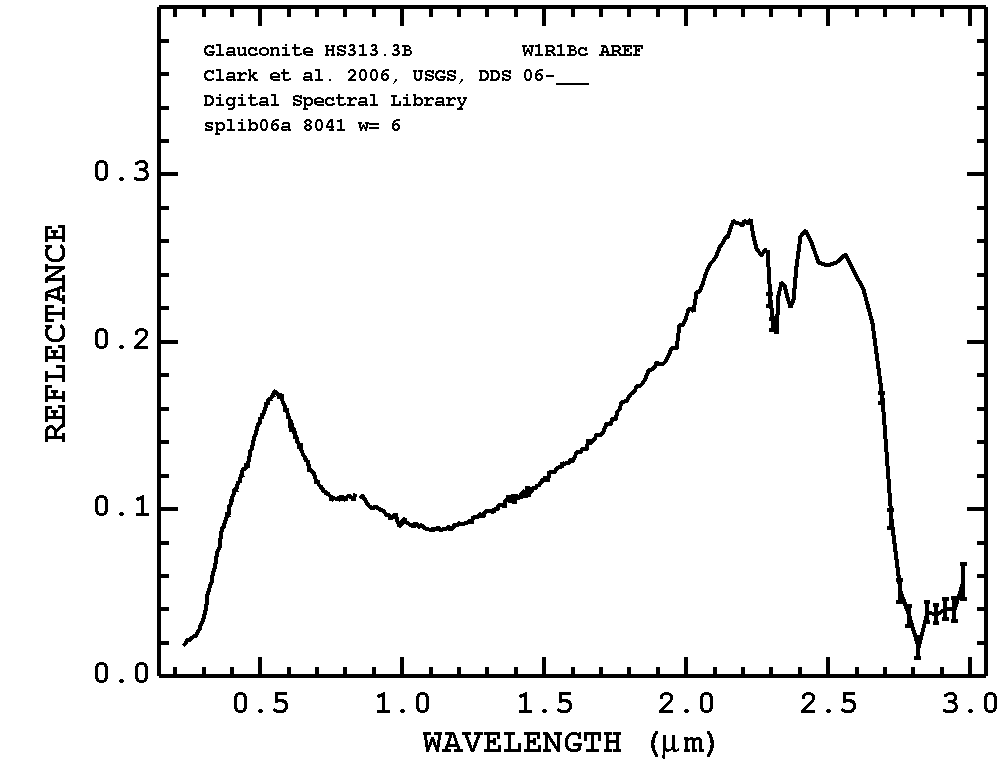 Glauconite HS313.3B W1R1Bc AREF
Clark et al. 2006, USGS, DDS 06-___
Digital Spectral Library
splib06a 8041 w= 6
REFLECTANCE
0.3
0.2
0.1
0.0
0.5 1.0 1.5 2.0 2.5 3.0
WAVELENGTH (μm)